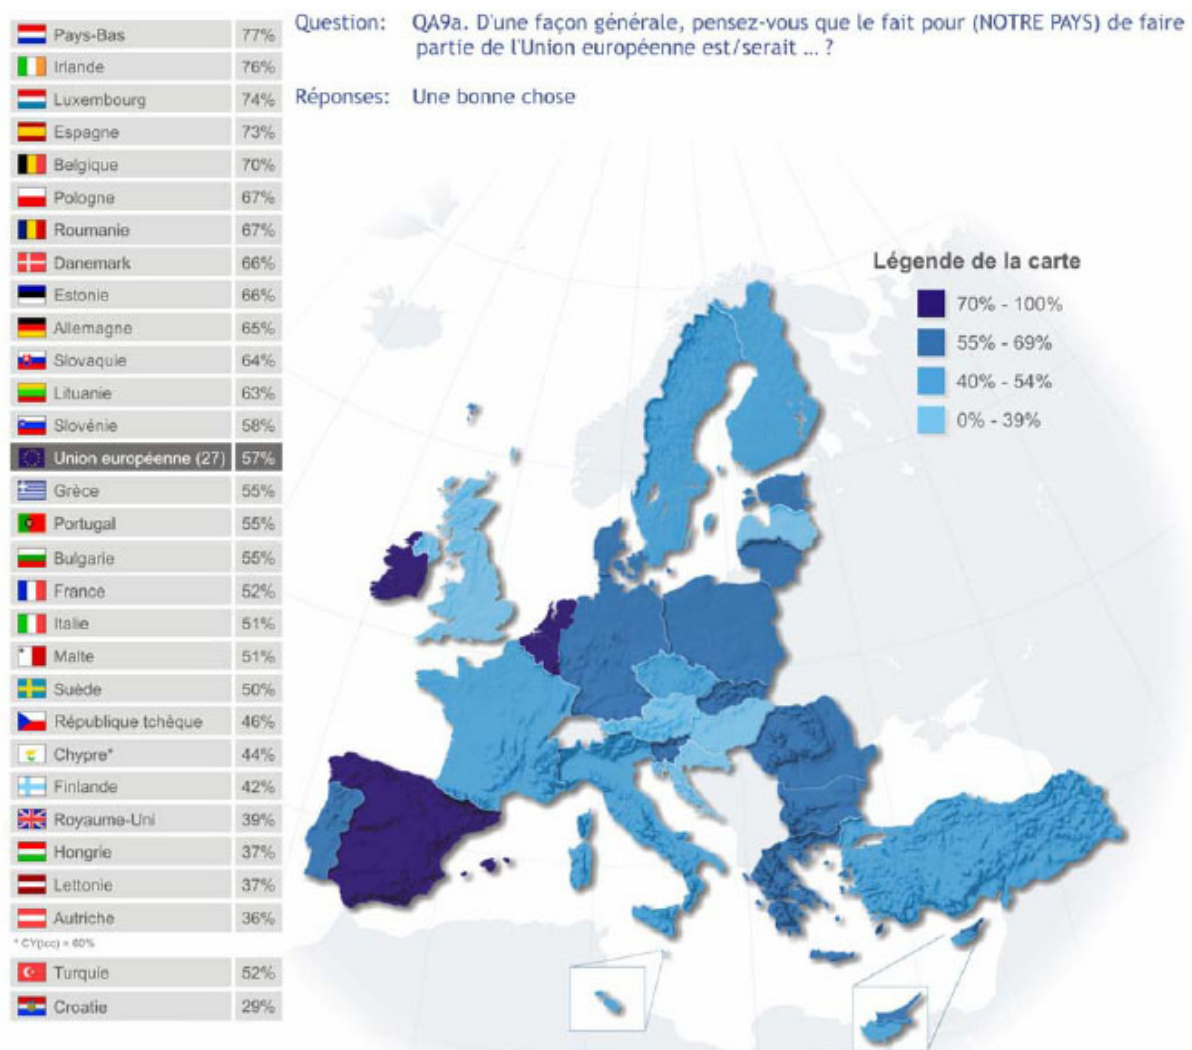 Question: QA9a. D'une façon générale, pensez-vous que le fait pour (NOTRE PAYS) de faire
partie de l'Union européenne est/serait ... ?
Réponses: Une bonne chose
Pays-Bas 77%
Irlande 76%
Luxembourg 74%
Espagne 73%
Belgique 70%
Pologne 67%
Roumanie 67%
Danemark 66%
Estonie 66%
Allemagne 65%
Slovaquie 64%
Lituanie 63%
Slovénie 58%
Union européenne (27) 57%
Grèce 55%
Portugal 55%
Bulgarie 55%
France 52%
Italie 51%
Malte 51%
Suède 50%
République tchèque 46%
Chypre* 44%
Finlande 42%
Royaume-Uni 39%
Hongrie 37%
Lettonie 37%
Autriche 36%
* CY(tcc) = 60%
Turquie 52%
Croatie 29%
Légende de la carte
70% - 100%
55% - 69%
40% - 54%
0% - 39%